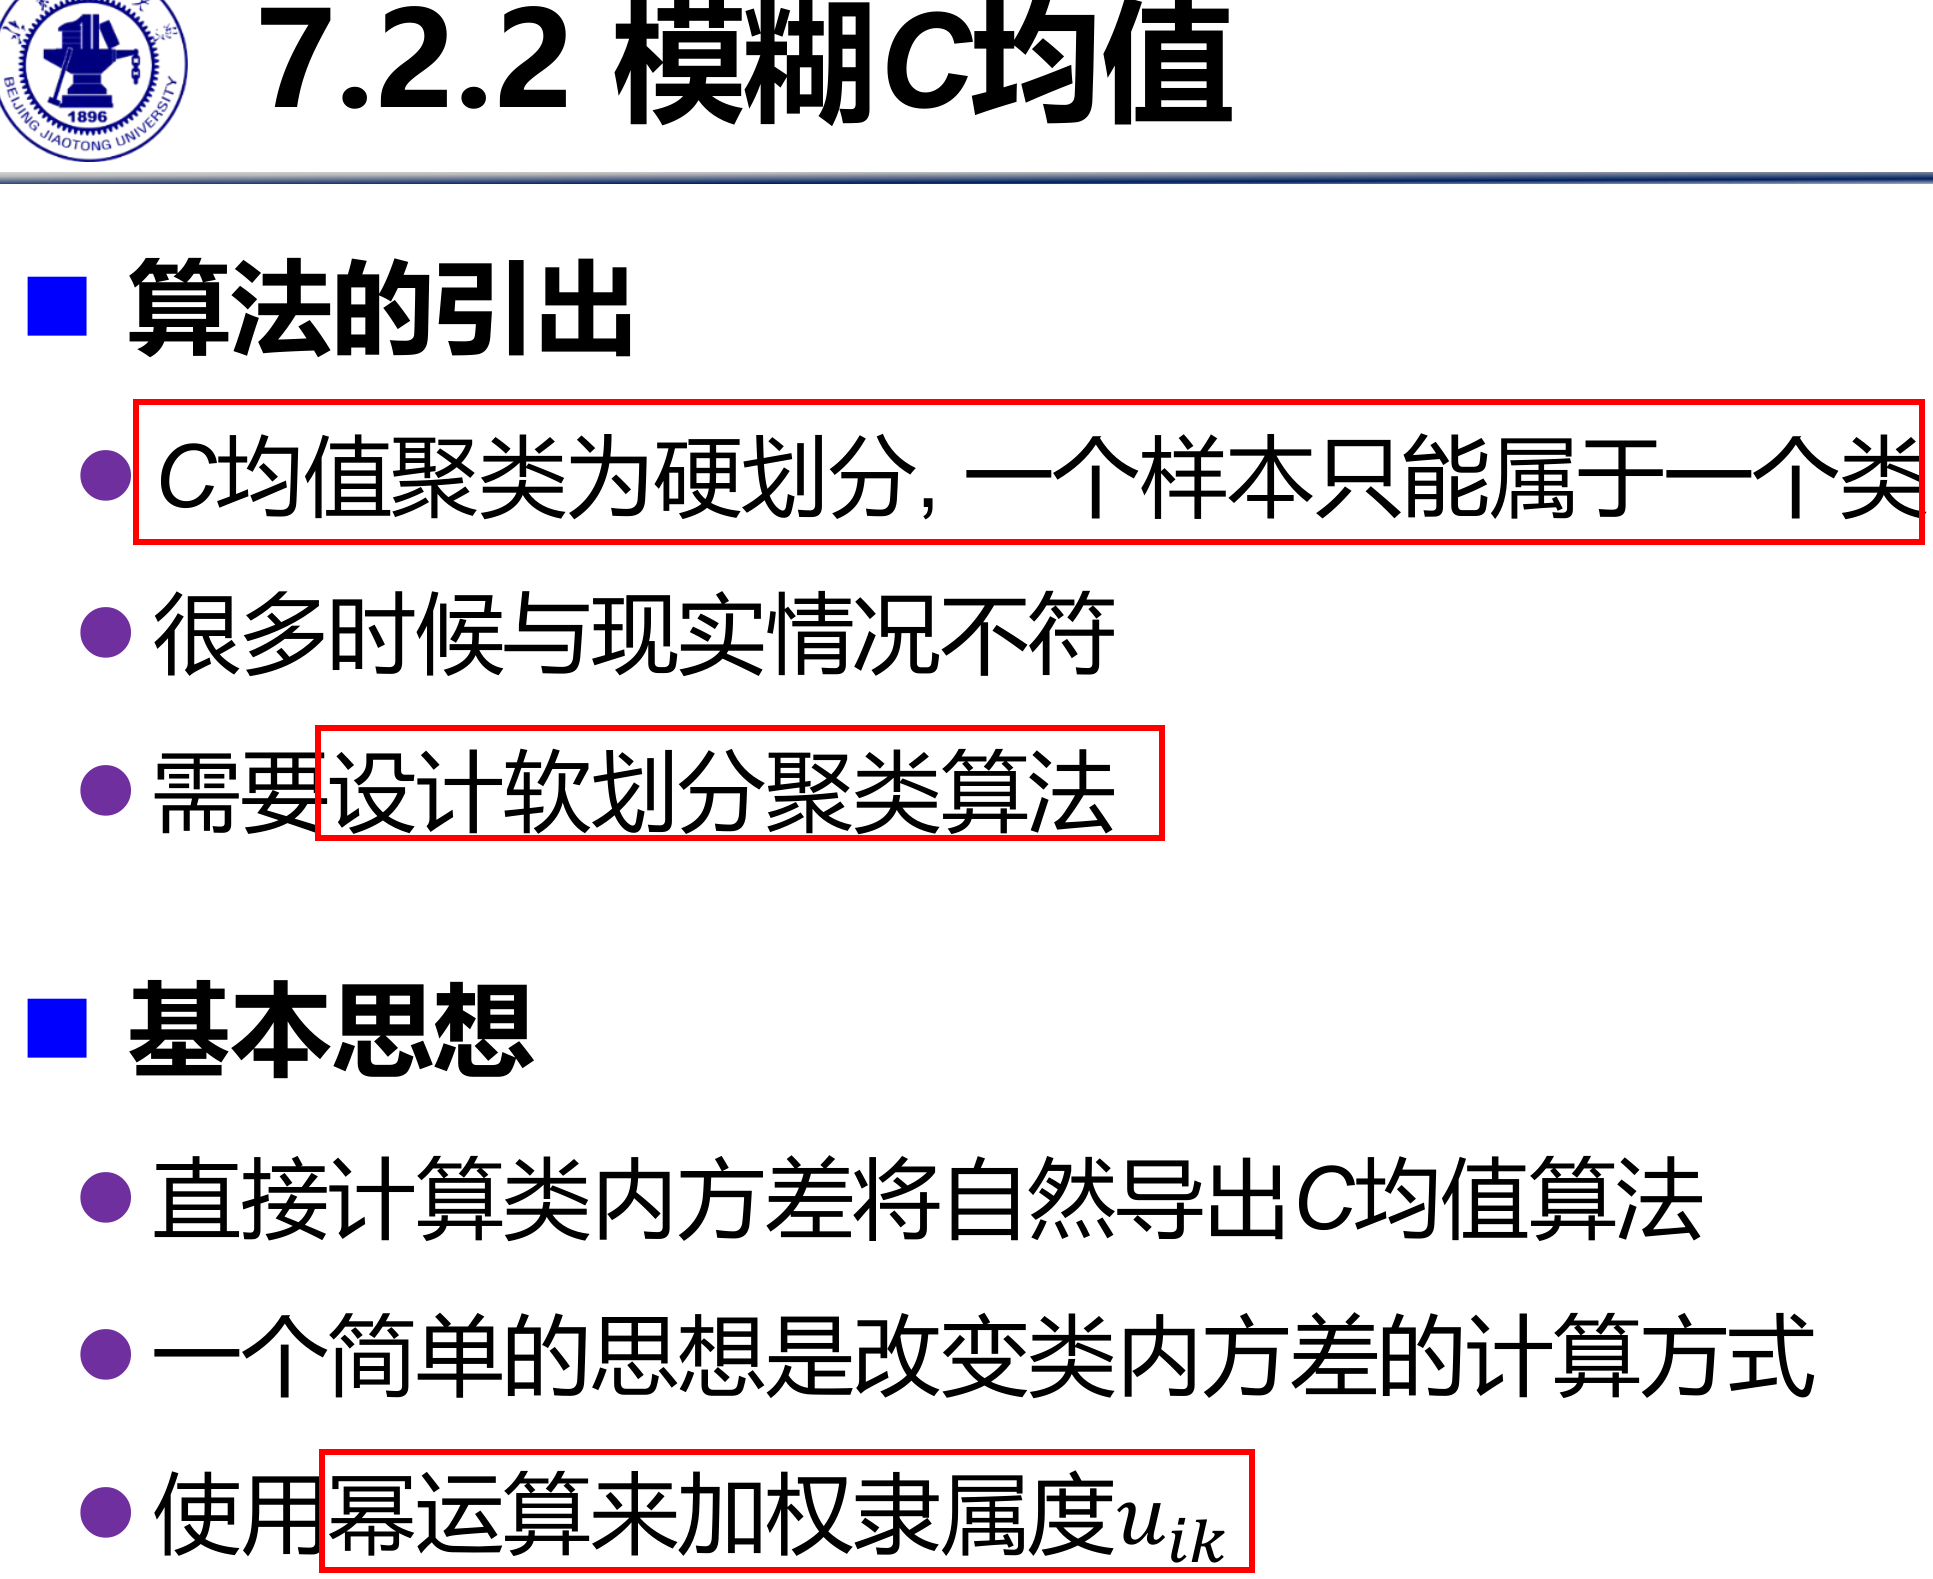 7.2.2 模糊C均值
BEIJING JIAOTONG UNIVERSITY
1896
算法的引出
C均值聚类为硬划分, 一个样本只能属于一个类
很多时候与现实情况不符
需要设计软划分聚类算法
基本思想
直接计算类内方差将自然导出C均值算法
一个简单的思想是改变类内方差的计算方式
使用幂运算来加权隶属度u_{ik}